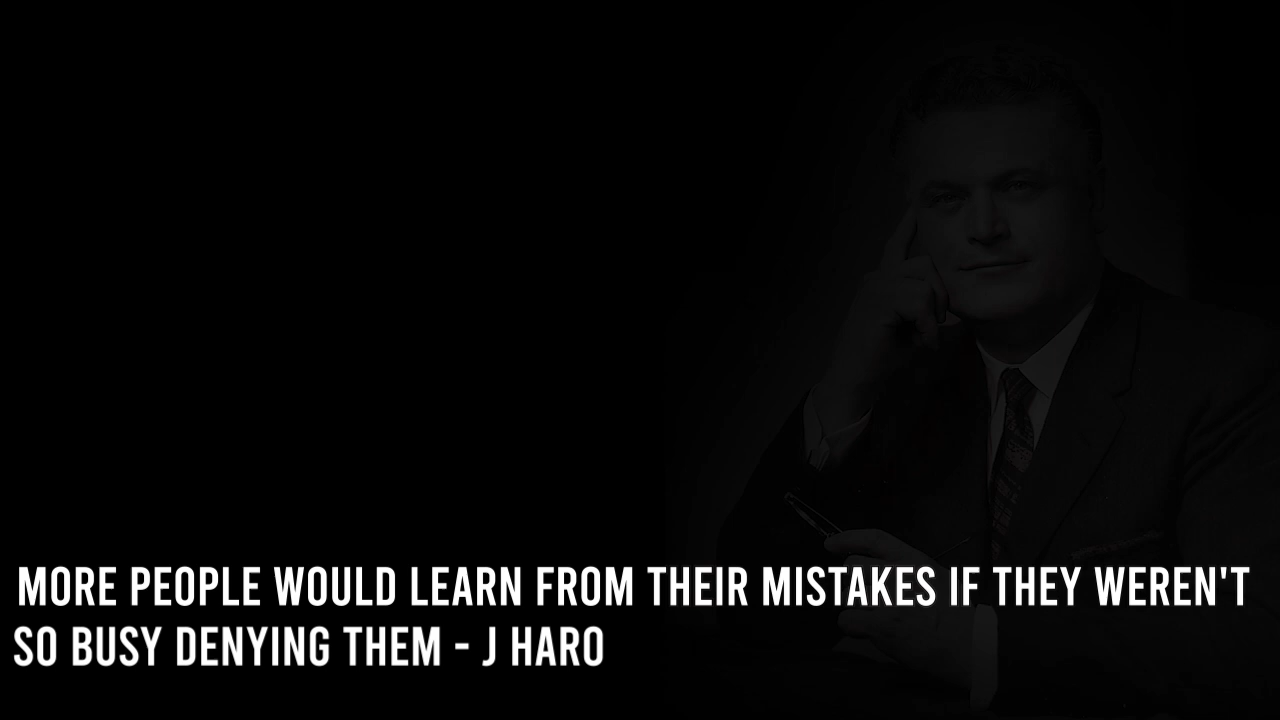 MORE PEOPLE WOULD LEARN FROM THEIR MISTAKES IF THEY WEREN'T
SO BUSY DENYING THEM - J HARO